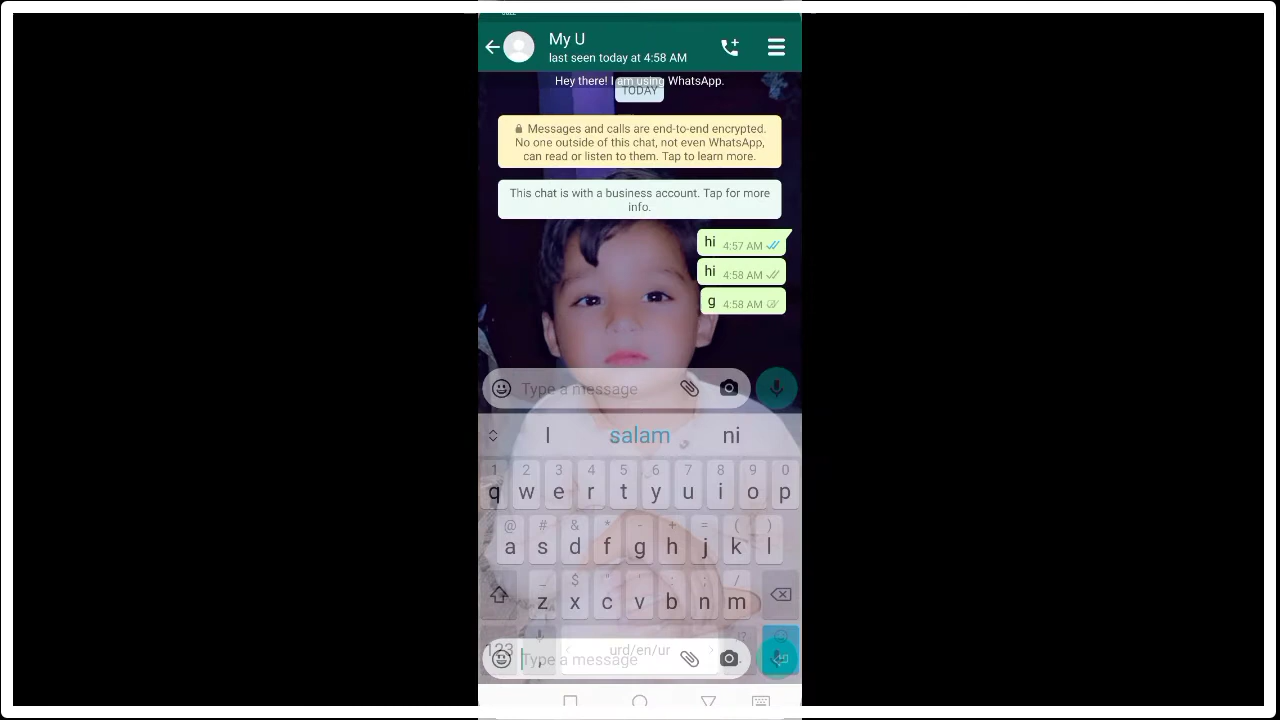 My U
last seen today at 4:58 AM
Hey there! I am using WhatsApp.
TODAY
Messages and calls are end-to-end encrypted.
No one outside of this chat, not even WhatsApp,
can read or listen to them. Tap to learn more.
This chat is with a business account. Tap for more
info.
hi 4:57 AM
hi 4:58 AM
g 4:58 AM
Type a message
l salam ni
1 2 3 4 5 6 7 8 9 0
q w e r t y u i o p
@ # & * - + = ( )
a s d f g h j k l
_ $ " ' : ; /
z x c v b n m
!?
123 , < urd/en/ur >
Type a message